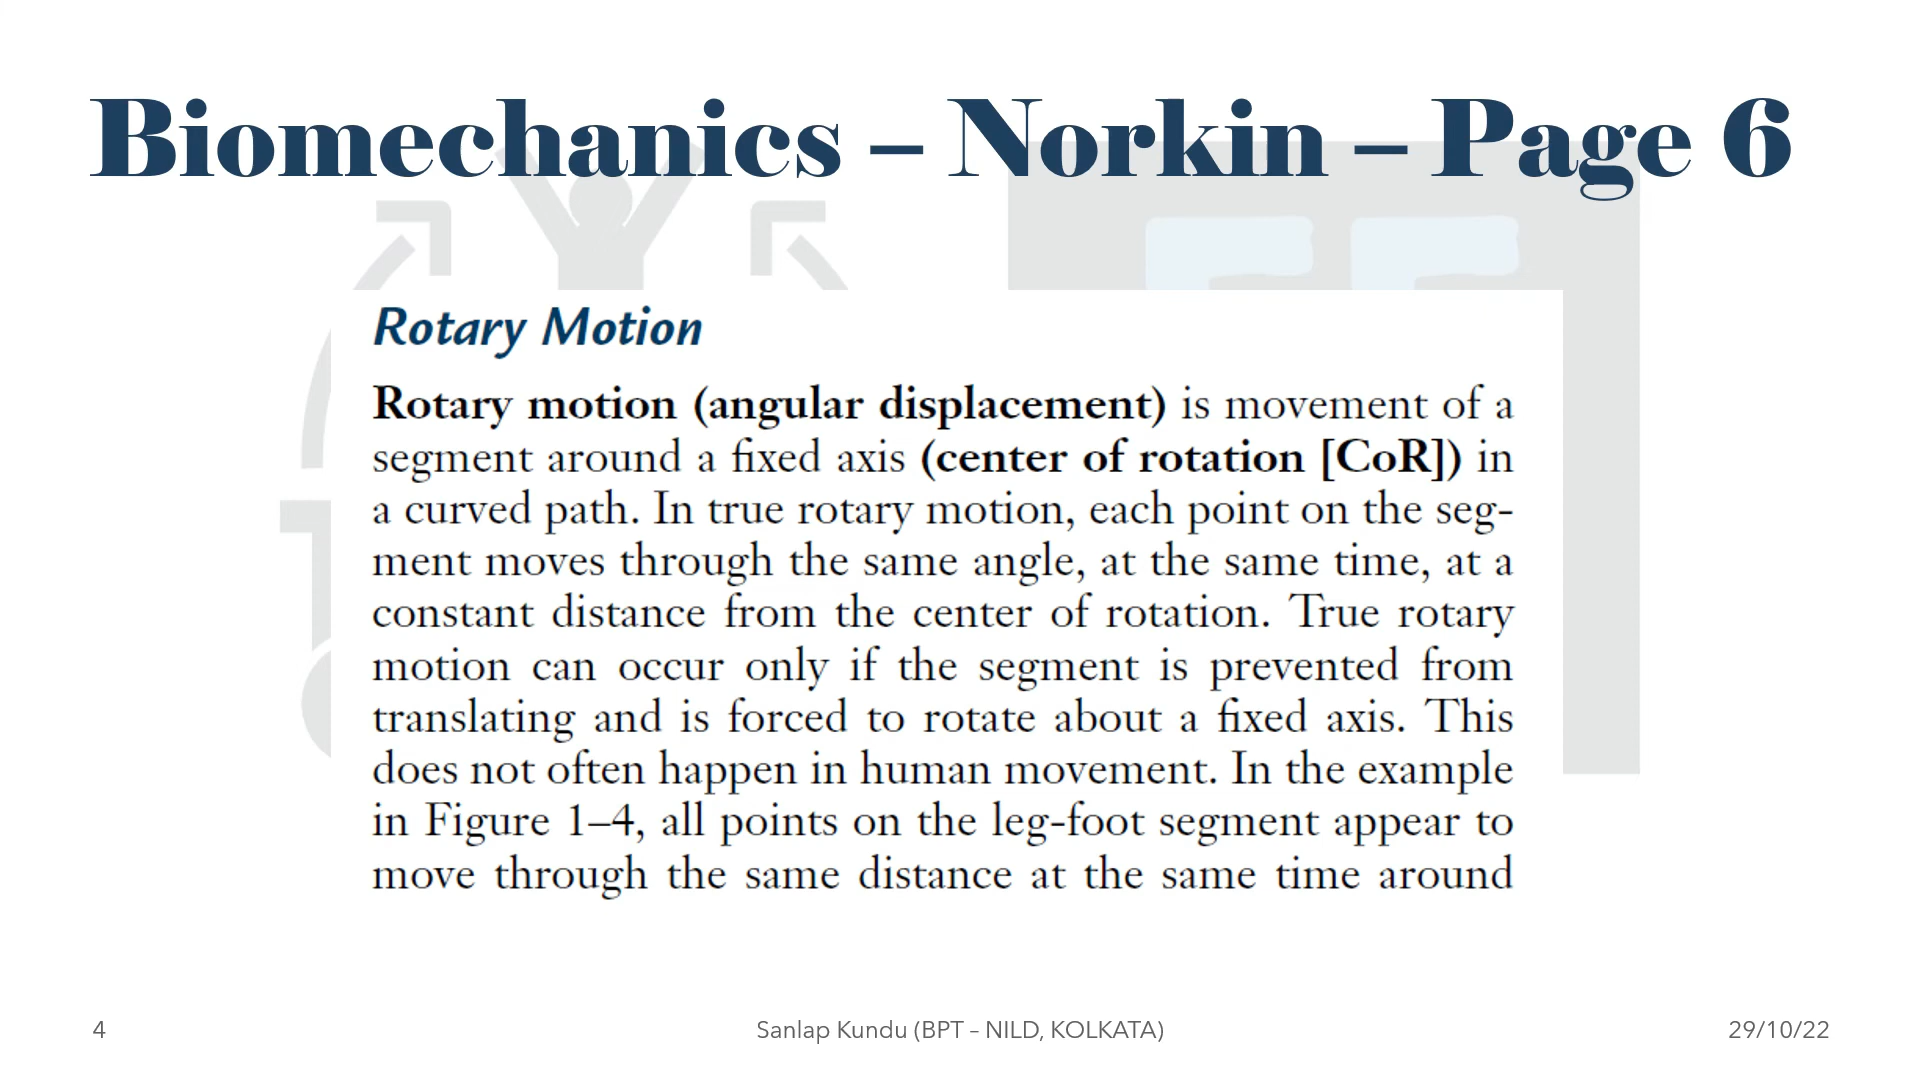 Biomechanics – Norkin – Page 6
Rotary Motion
Rotary motion (angular displacement) is movement of a
segment around a fixed axis (center of rotation [CoR]) in
a curved path. In true rotary motion, each point on the seg-
ment moves through the same angle, at the same time, at a
constant distance from the center of rotation. True rotary
motion can occur only if the segment is prevented from
translating and is forced to rotate about a fixed axis. This
does not often happen in human movement. In the example
in Figure 1–4, all points on the leg-foot segment appear to
move through the same distance at the same time around
4
Sanlap Kundu (BPT – NILD, KOLKATA)
29/10/22